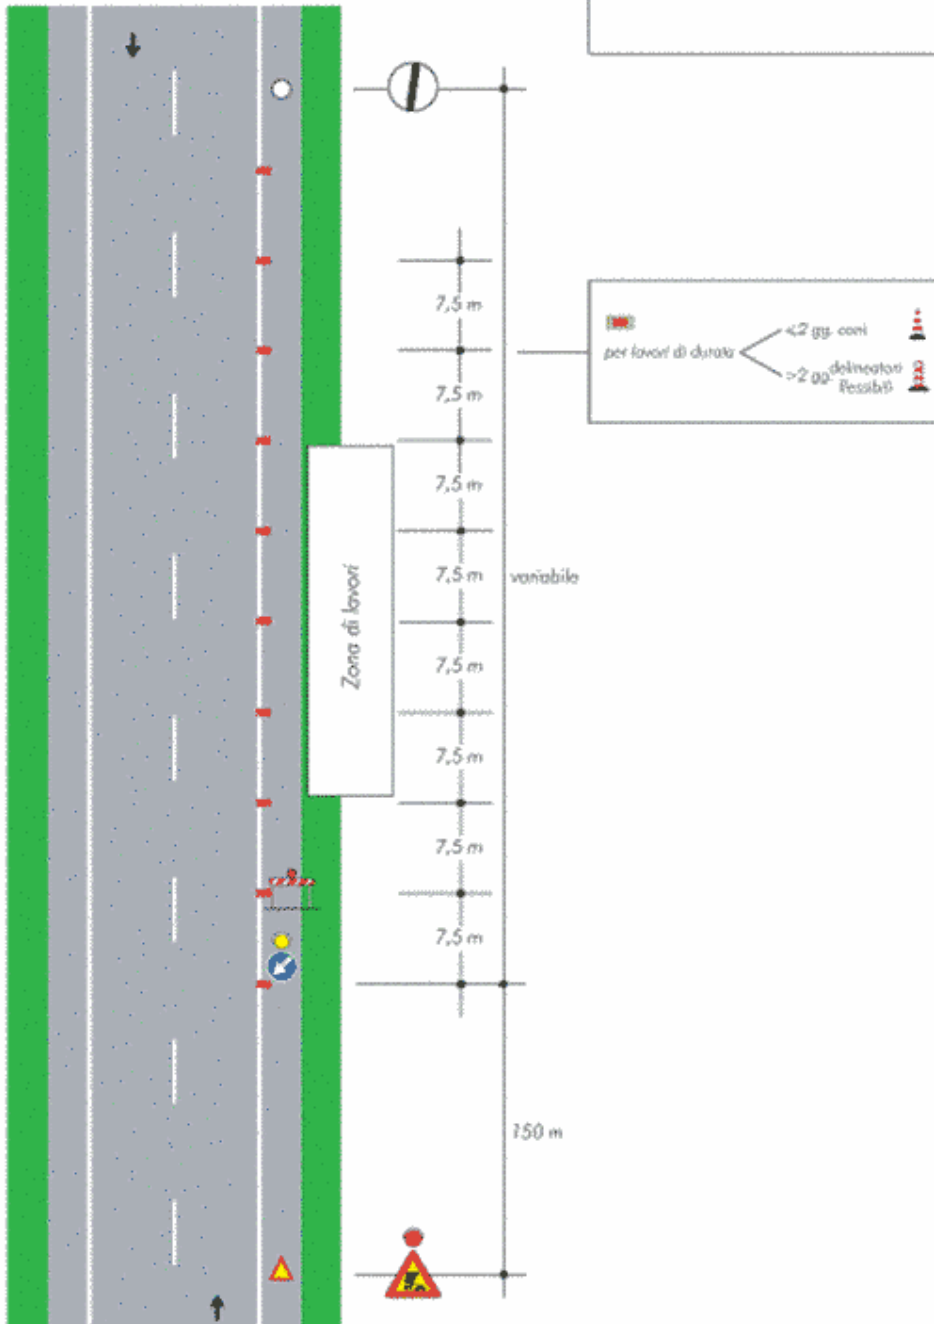 7,5 m
7,5 m
<2 gg. coni
per lavori di durata
>2 gg. delineatori
flessibili
7,5 m
7,5 m
variabile
Zona di lavori
7,5 m
7,5 m
7,5 m
7,5 m
150 m